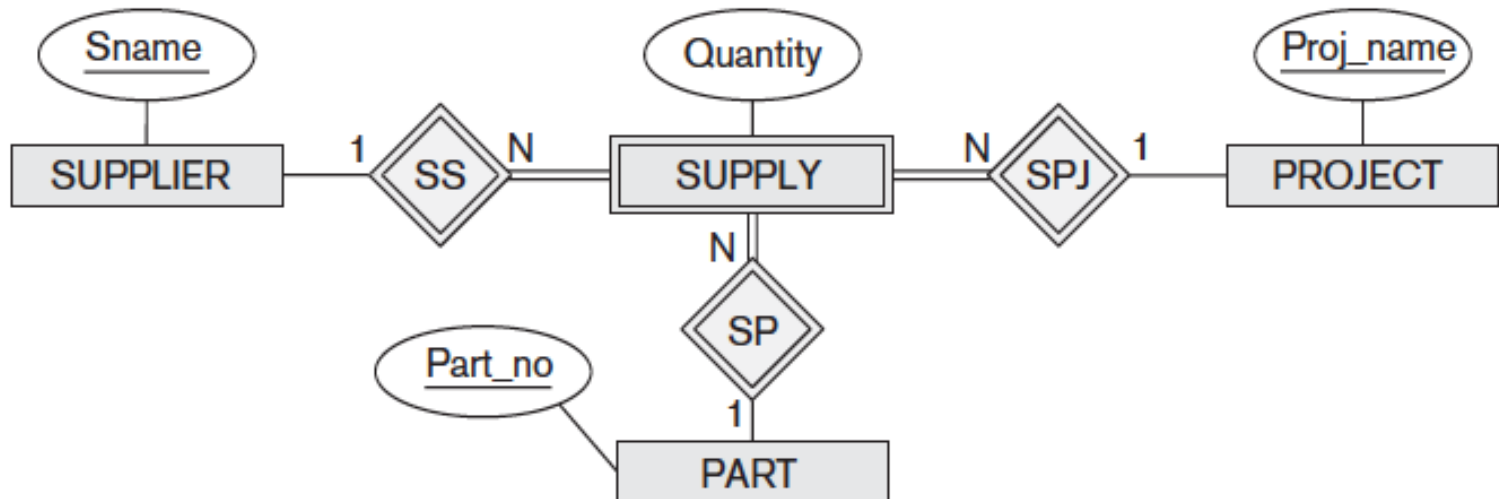 Sname
Quantity
Proj_name
SUPPLIER
1
SS
N
SUPPLY
N
SPJ
1
PROJECT
N
SP
Part_no
1
PART